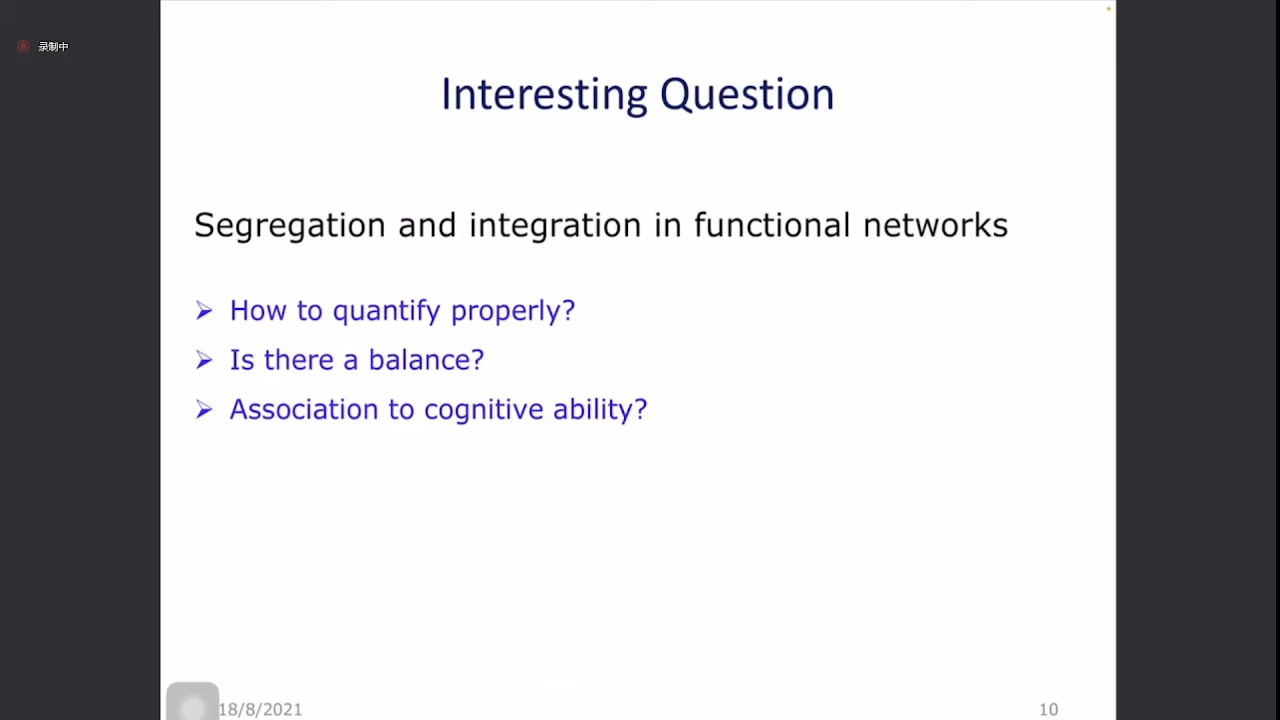 录制中
Interesting Question
Segregation and integration in functional networks
How to quantify properly?
Is there a balance?
Association to cognitive ability?
18/8/2021
10